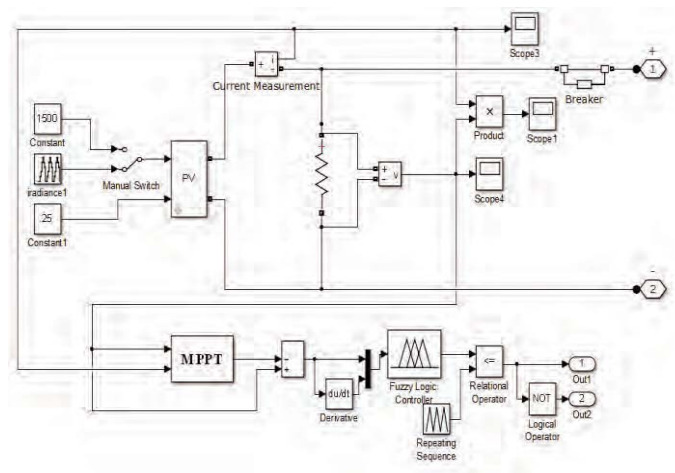 Scope3
+
1
i
+
-
Current Measurement
Breaker
1500
Constant
×
Product
Scope1
irradiance1
Manual Switch
PV
+
-
v
Scope4
25
Constant1
-
2
MPPT
-
+
du/dt
Derivative
Fuzzy Logic
Controller
<=
Relational
Operator
1
Out1
NOT
2
Out2
Logical
Operator
Repeating
Sequence